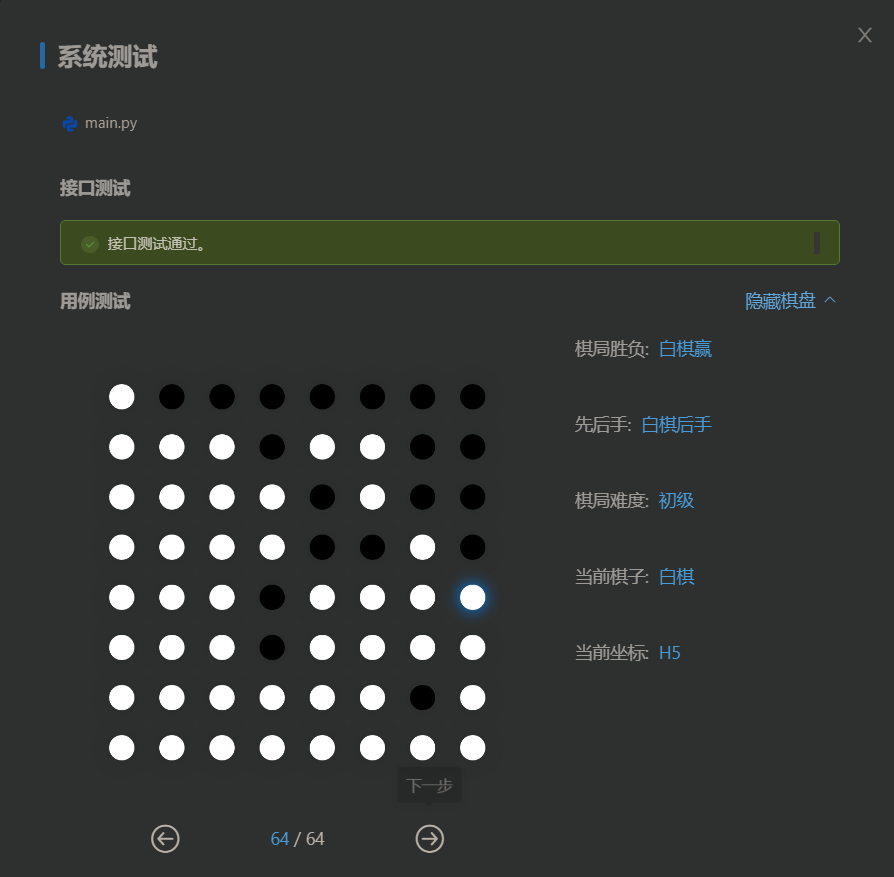 系统测试
main.py
接口测试
接口测试通过。
用例测试
隐藏棋盘
棋局胜负: 白棋赢
先后手: 白棋后手
棋局难度: 初级
当前棋子: 白棋
当前坐标: H5
下一步
64 / 64